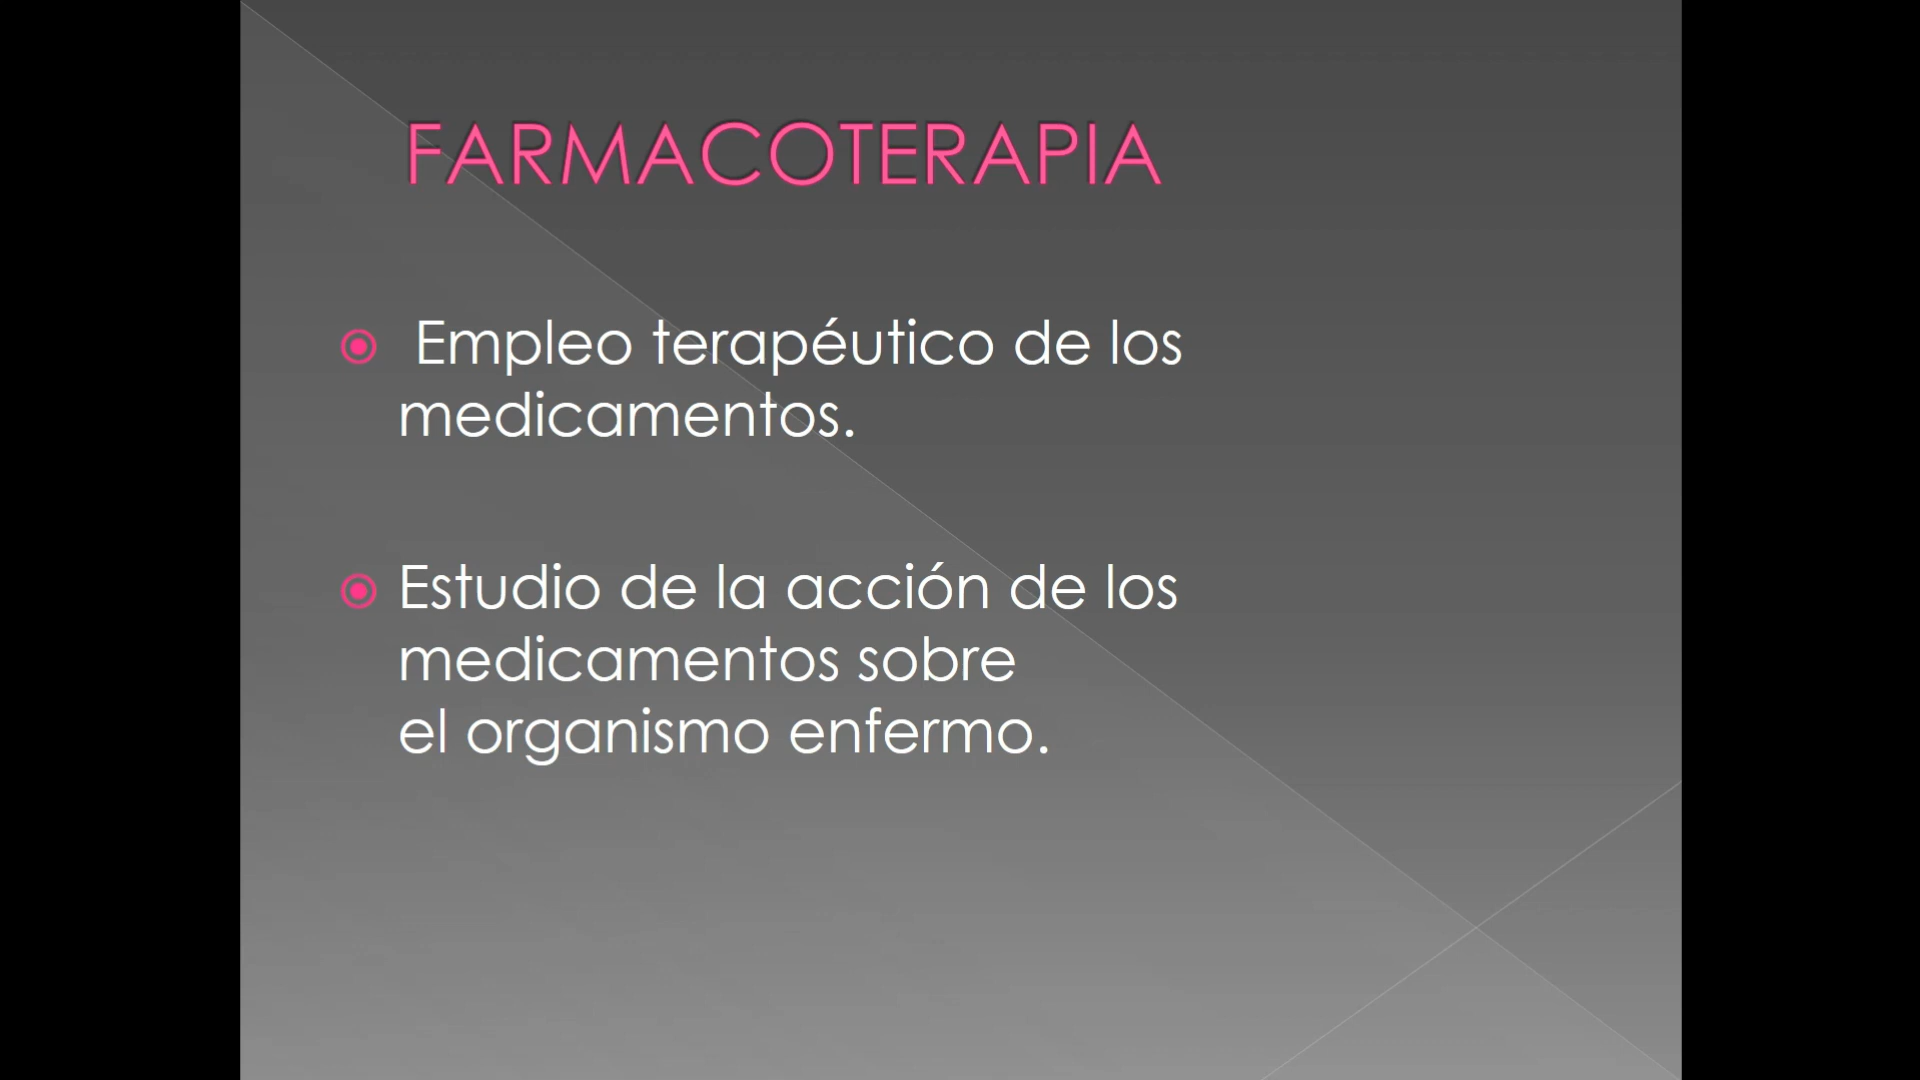 FARMACOTERAPIA
Empleo terapéutico de los
medicamentos.
Estudio de la acción de los
medicamentos sobre
el organismo enfermo.